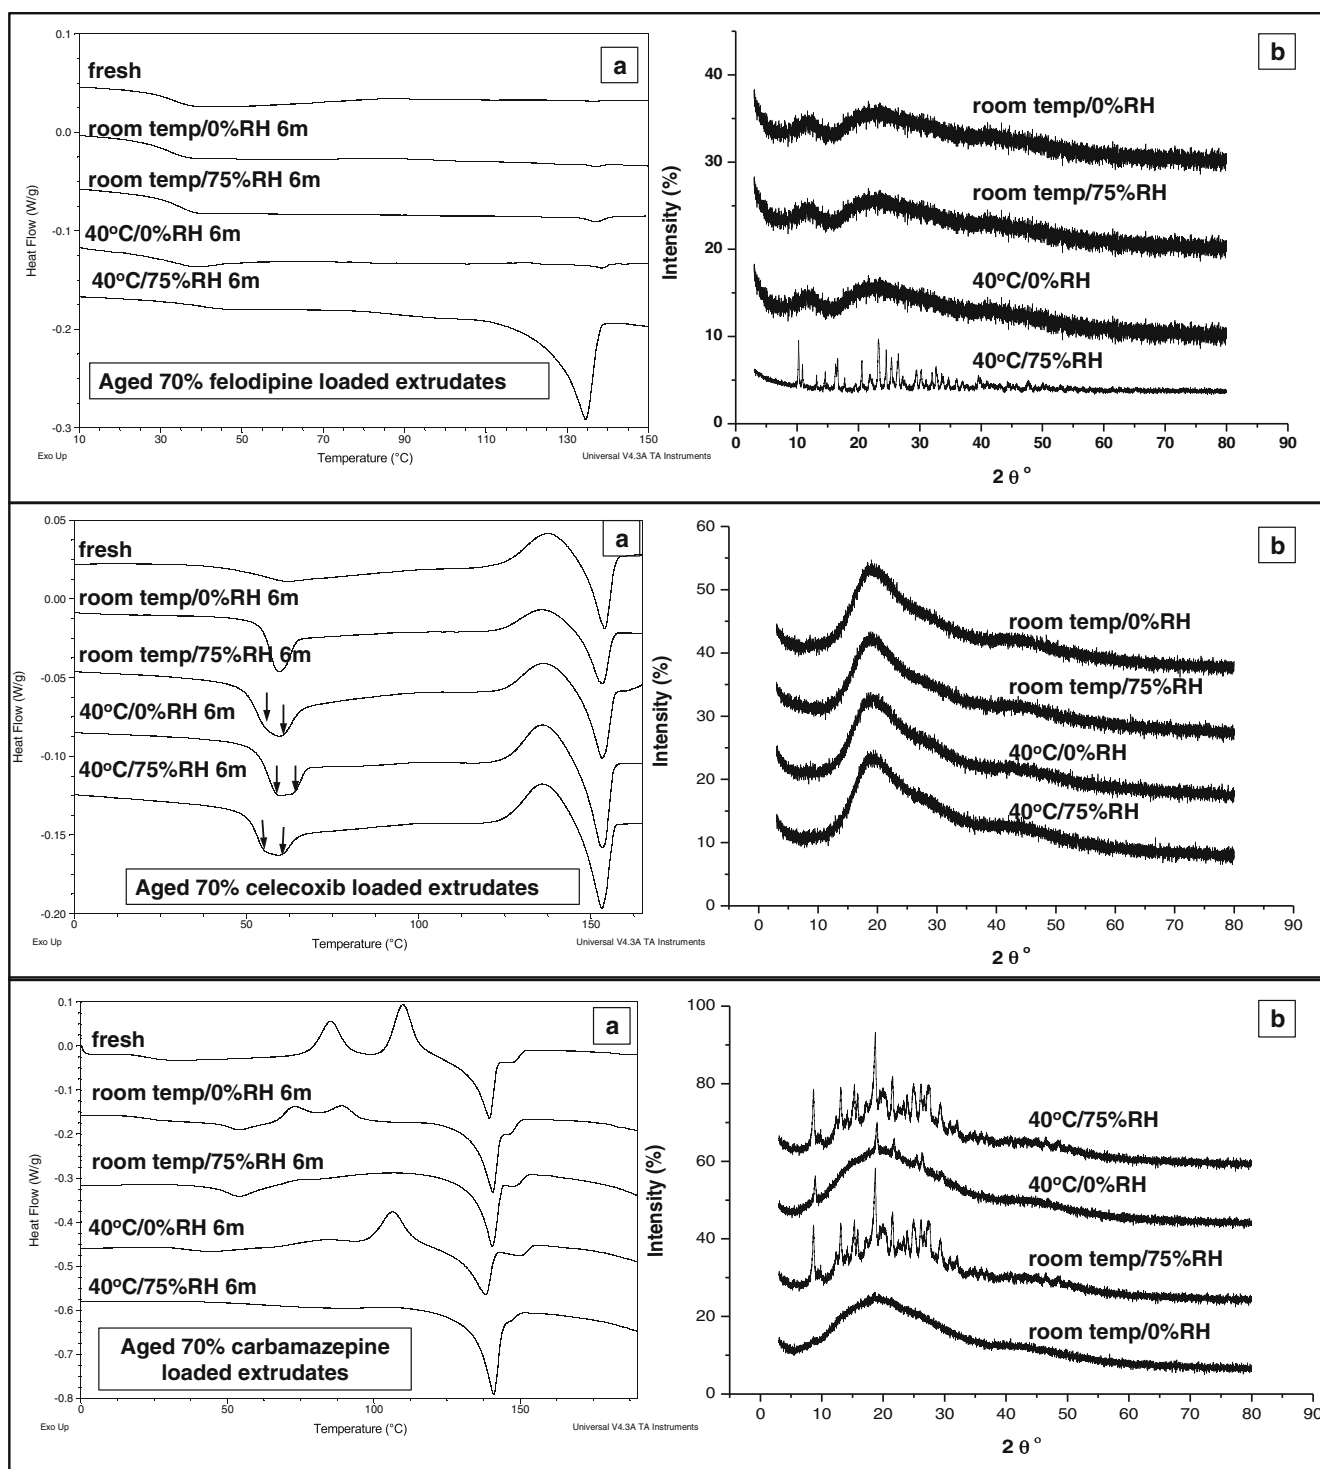 a
fresh
room temp/0%RH 6m
room temp/75%RH 6m
40°C/0%RH 6m
40°C/75%RH 6m
Aged 70% felodipine loaded extrudates
0.1
0.0
-0.1
-0.2
-0.3
Heat Flow (W/g)
10
30
50
70
90
110
130
150
Exo Up
Temperature (°C)
Universal V4.3A TA Instruments
b
room temp/0%RH
room temp/75%RH
40°C/0%RH
40°C/75%RH
40
30
20
10
0
Intensity (%)
0
10
20
30
40
50
60
70
80
90
2 θ °
a
fresh
room temp/0%RH 6m
room temp/75%RH 6m
40°C/0%RH 6m
40°C/75%RH 6m
Aged 70% celecoxib loaded extrudates
0.05
0.00
-0.05
-0.10
-0.15
-0.20
Heat Flow (W/g)
0
50
100
150
Exo Up
Temperature (°C)
Universal V4.3A TA Instruments
b
room temp/0%RH
room temp/75%RH
40°C/0%RH
40°C/75%RH
60
50
40
30
20
10
0
Intensity (%)
0
10
20
30
40
50
60
70
80
90
2 θ °
a
fresh
room temp/0%RH 6m
room temp/75%RH 6m
40°C/0%RH 6m
40°C/75%RH 6m
Aged 70% carbamazepine
loaded extrudates
0.1
0.0
-0.1
-0.2
-0.3
-0.4
-0.5
-0.6
-0.7
-0.8
Heat Flow (W/g)
0
50
100
150
Exo Up
Temperature (°C)
Universal V4.3A TA Instruments
b
40°C/75%RH
40°C/0%RH
room temp/75%RH
room temp/0%RH
100
80
60
40
20
0
Intensity (%)
0
10
20
30
40
50
60
70
80
90
2 θ °